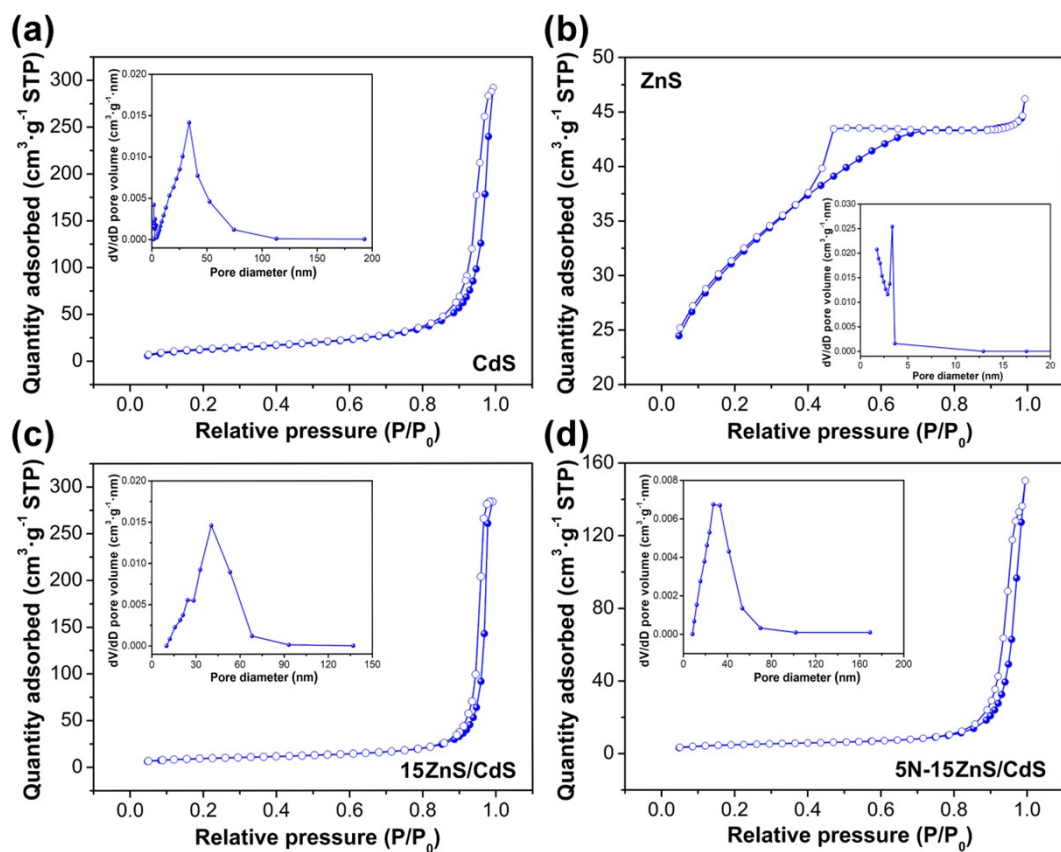 (a)
300
250
200
150
100
50
0
Quantity adsorbed (cm³·g⁻¹ STP)
0.0 0.2 0.4 0.6 0.8 1.0
Relative pressure (P/P₀)
CdS
0.020
0.015
0.010
0.005
0.000
dV/dD pore volume (cm³·g⁻¹·nm)
0 50 100 150 200
Pore diameter (nm)
(b)
50
45
40
35
30
25
20
Quantity adsorbed (cm³·g⁻¹ STP)
0.0 0.2 0.4 0.6 0.8 1.0
Relative pressure (P/P₀)
ZnS
0.030
0.025
0.020
0.015
0.010
0.005
0.000
dV/dD pore volume (cm³·g⁻¹·nm)
0 5 10 15 20
Pore diameter (nm)
(c)
300
250
200
150
100
50
0
Quantity adsorbed (cm³·g⁻¹ STP)
0.0 0.2 0.4 0.6 0.8 1.0
Relative pressure (P/P₀)
15ZnS/CdS
0.020
0.015
0.010
0.005
0.000
dV/dD pore volume (cm³·g⁻¹·nm)
0 30 60 90 120 150
Pore diameter (nm)
(d)
160
120
80
40
0
Quantity adsorbed (cm³·g⁻¹ STP)
0.0 0.2 0.4 0.6 0.8 1.0
Relative pressure (P/P₀)
5N-15ZnS/CdS
0.008
0.006
0.004
0.002
0.000
dV/dD pore volume (cm³·g⁻¹·nm)
0 40 80 120 160 200
Pore diameter (nm)